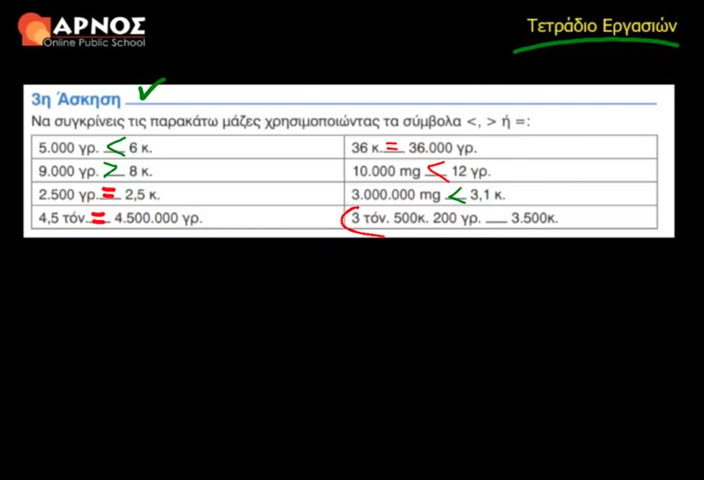 ΑΡΝΟΣ
Online Public School
Τετράδιο Εργασιών
3η Άσκηση
Να συγκρίνεις τις παρακάτω μάζες χρησιμοποιώντας τα σύμβολα <, > ή =:
5.000 γρ. < 6 κ.
36 κ. = 36.000 γρ.
9.000 γρ. > 8 κ.
10.000 mg < 12 γρ.
2.500 γρ. = 2,5 κ.
3.000.000 mg < 3,1 κ.
4,5 τόν. = 4.500.000 γρ.
3 τόν. 500κ. 200 γρ. __ 3.500κ.